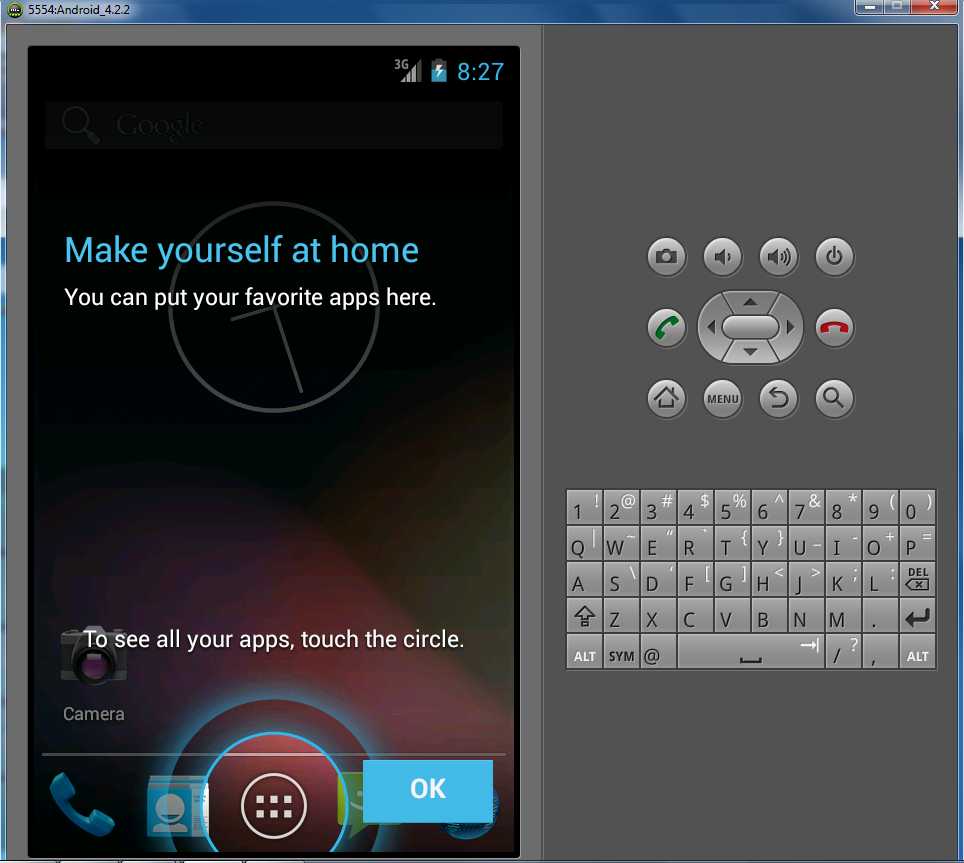 5554:Android_4.2.2
3G 8:27
Google
Make yourself at home
You can put your favorite apps here.
To see all your apps, touch the circle.
Camera
OK
MENU
1 ! 2 @ 3 # 4 $ 5 % 6 ^ 7 & 8 * 9 ( 0 )
Q | W ~ E " R ` T { Y } U _ I - O + P =
A S \ D ' F [ G ] H < J > K ; L : DEL
Z X C V B N M .
ALT SYM @ / ? , ALT